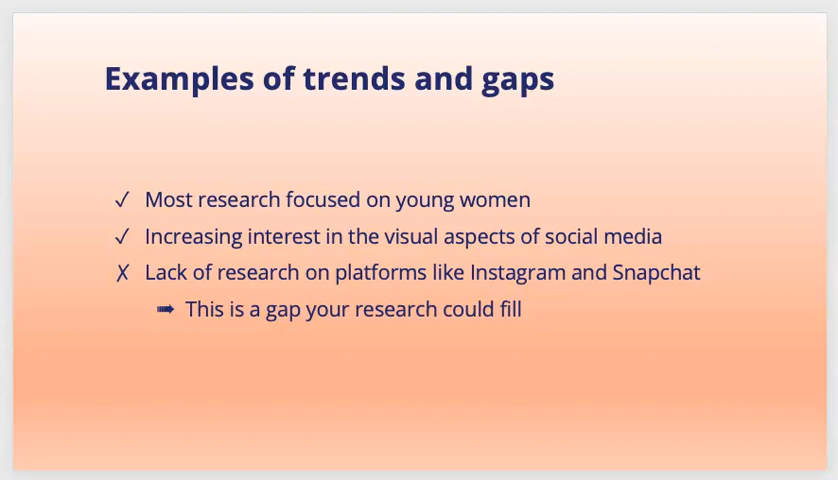 Examples of trends and gaps
✓ Most research focused on young women
✓ Increasing interest in the visual aspects of social media
✗ Lack of research on platforms like Instagram and Snapchat
➠ This is a gap your research could fill